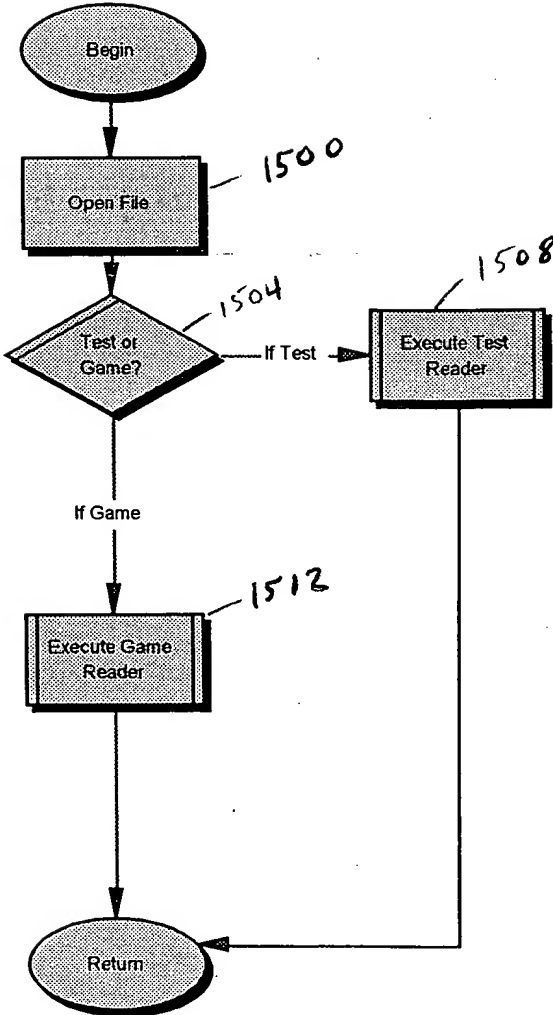 Begin
1500
Open File
1508
1504
Test or
Game?
If Test
Execute Test
Reader
If Game
1512
Execute Game
Reader
Return